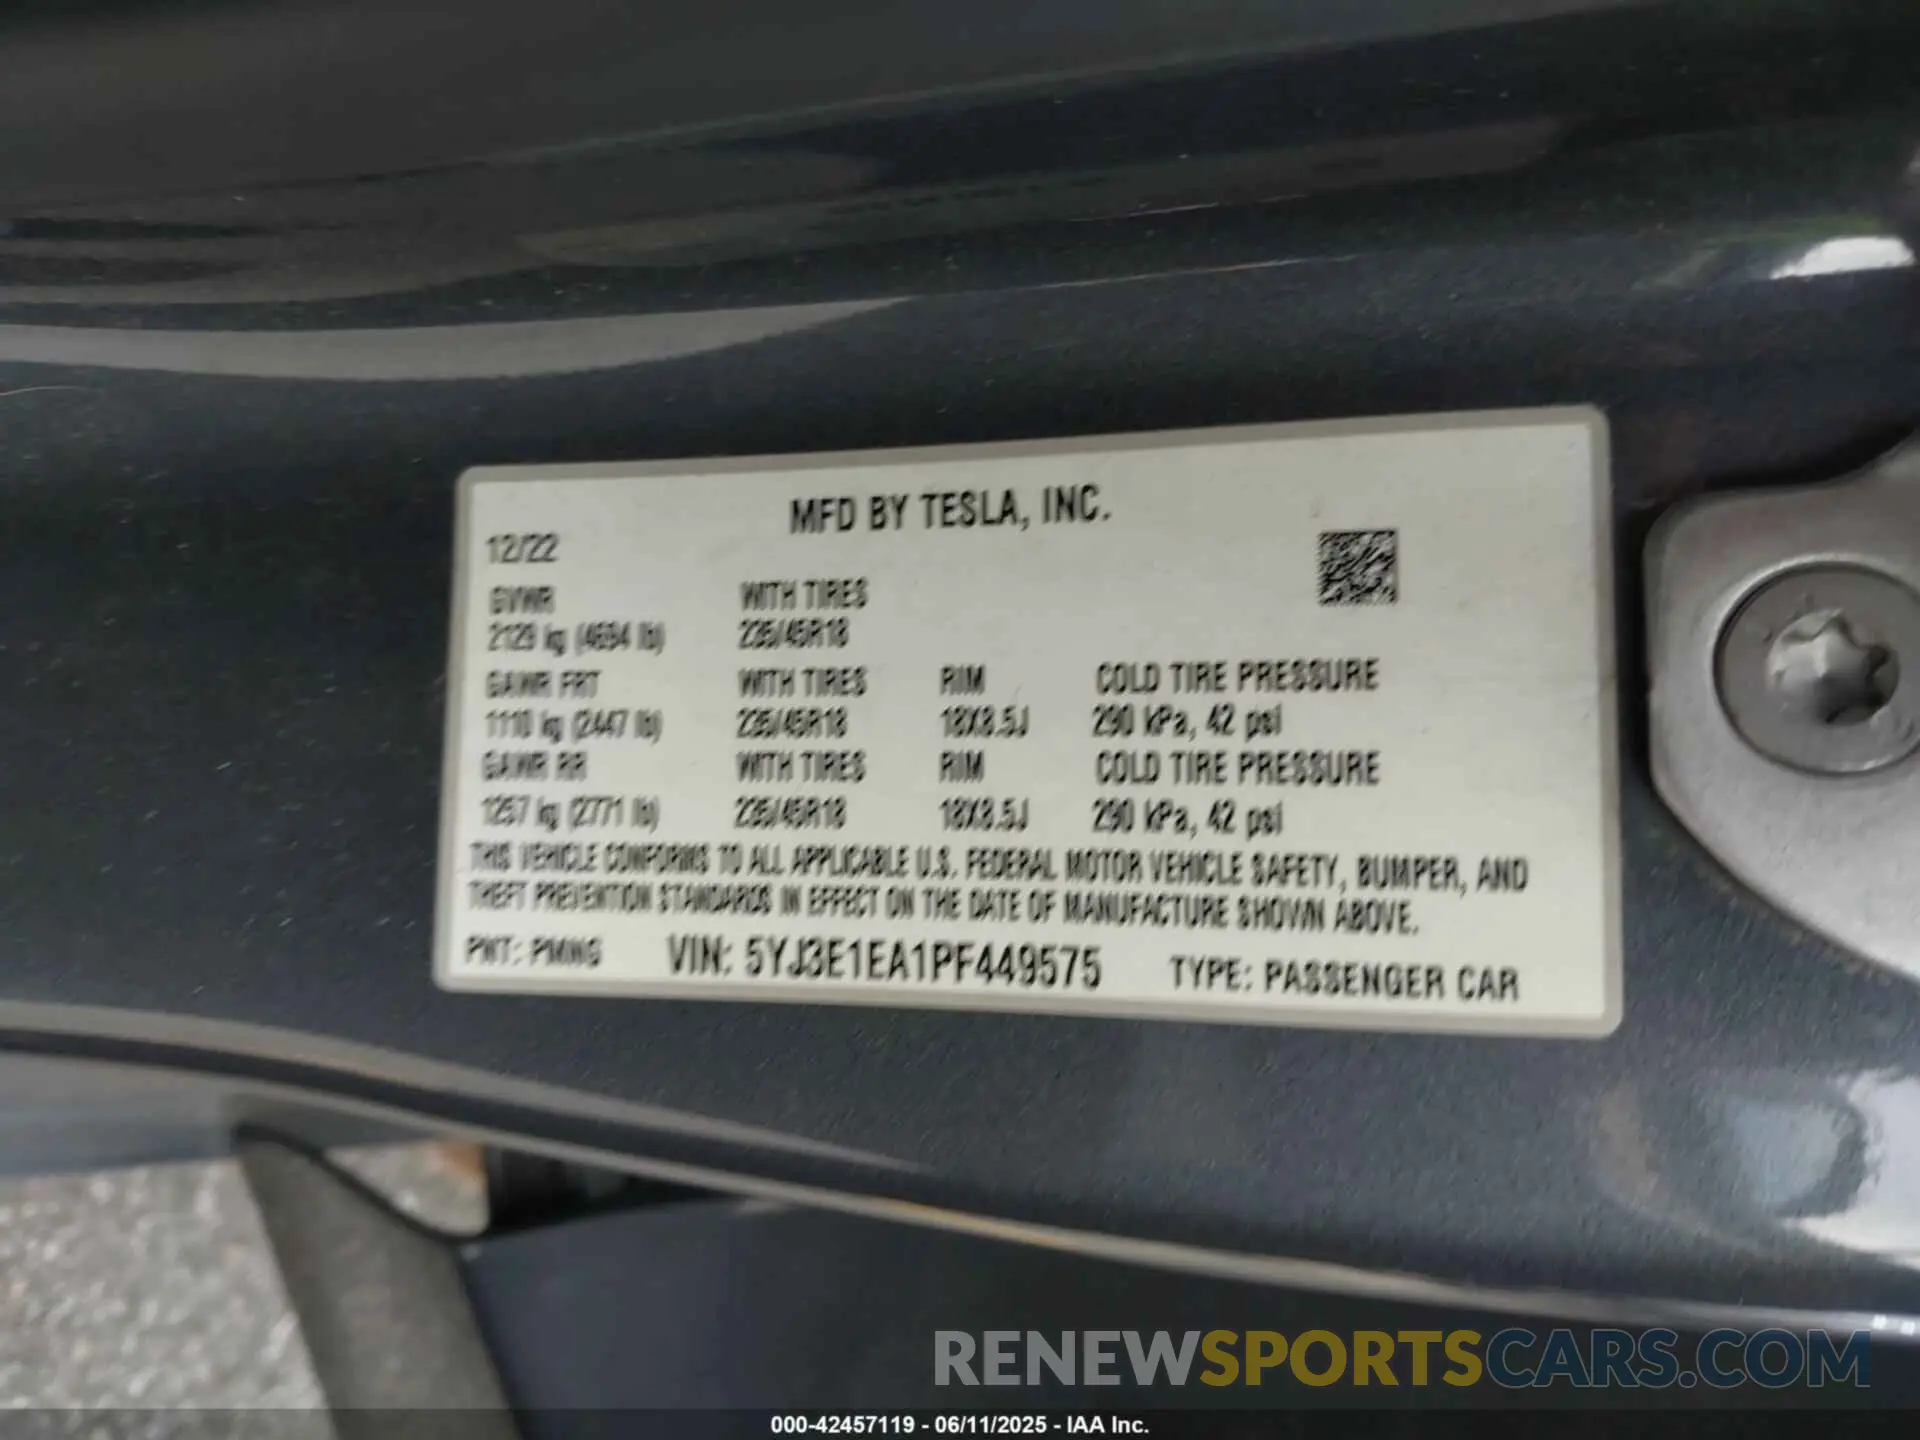 MFD BY TESLA, INC.
12/22
GVWR WITH TIRES
2129 kg (4694 lb) 235/45R18
GAWR FRT WITH TIRES RIM COLD TIRE PRESSURE
1110 kg (2447 lb) 235/45R18 18X8.5J 290 kPa, 42 psi
GAWR RR WITH TIRES RIM COLD TIRE PRESSURE
1257 kg (2771 lb) 235/45R18 18X8.5J 290 kPa, 42 psi
THIS VEHICLE CONFORMS TO ALL APPLICABLE U.S. FEDERAL MOTOR VEHICLE SAFETY, BUMPER, AND
THEFT PREVENTION STANDARDS IN EFFECT ON THE DATE OF MANUFACTURE SHOWN ABOVE.
PNT: PMNG VIN: 5YJ3E1EA1PF449575 TYPE: PASSENGER CAR
RENEWSPORTSCARS.COM
000-42457119 - 06/11/2025 - IAA Inc.